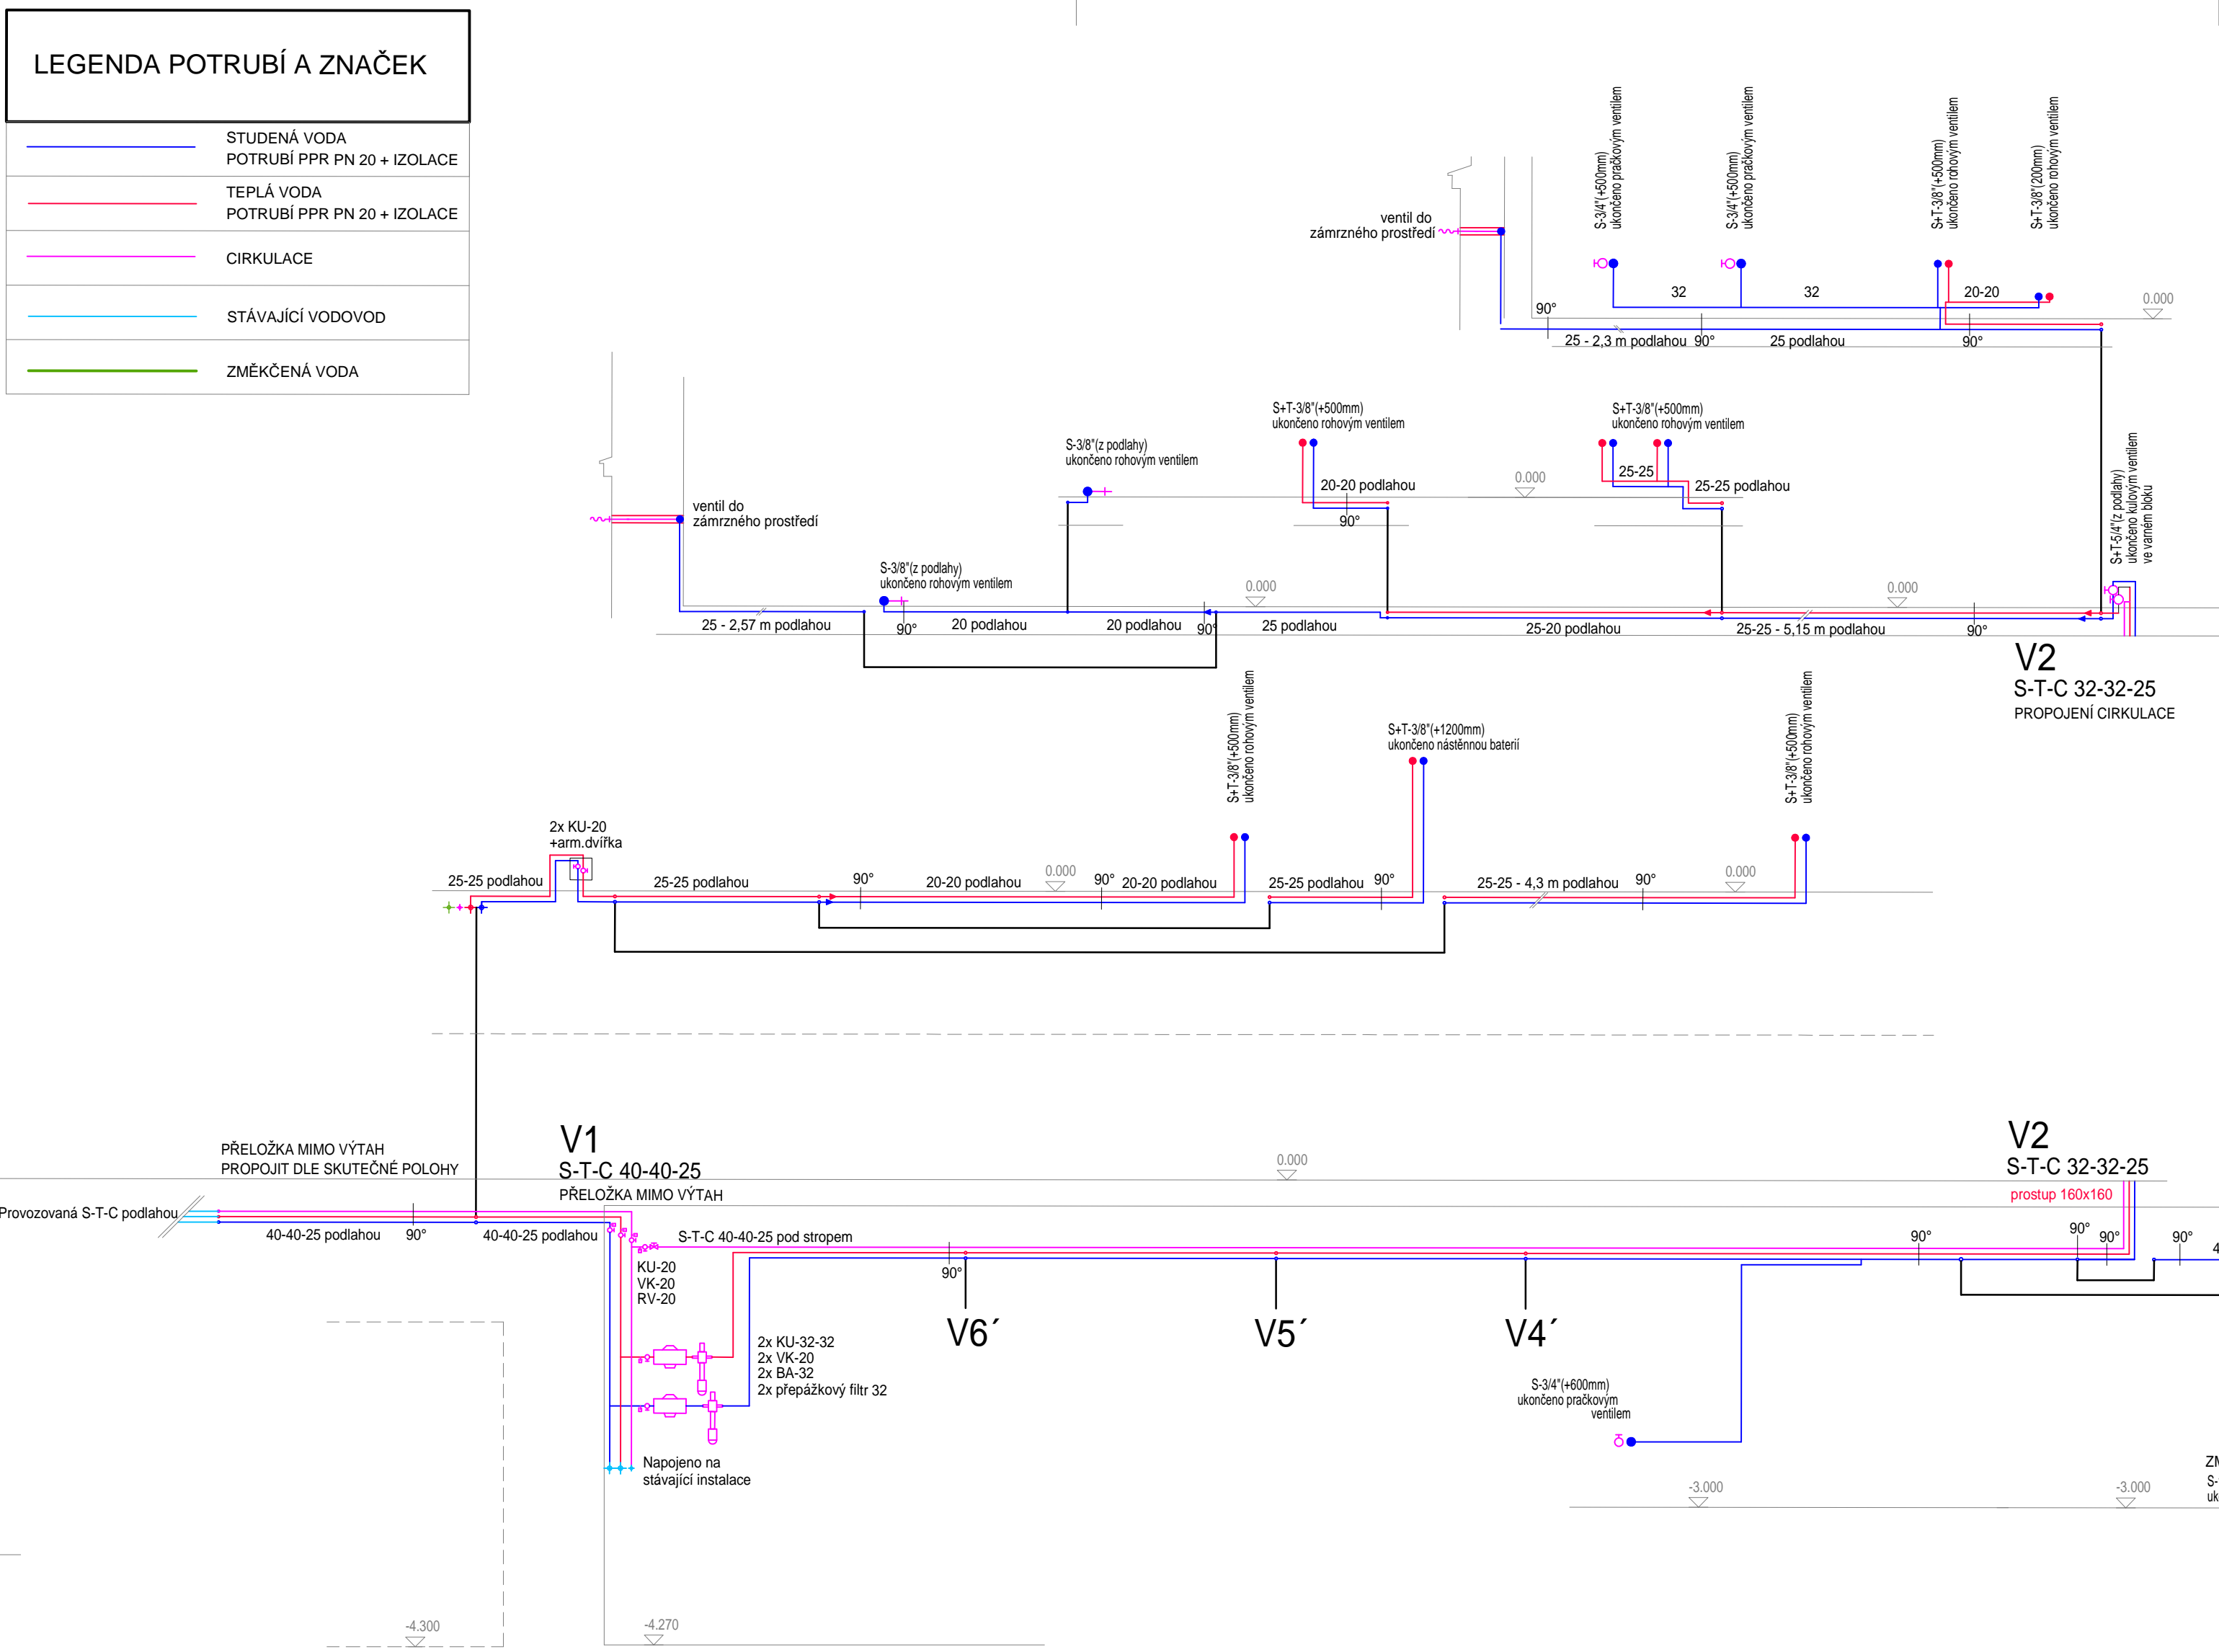 LEGENDA POTRUBÍ A ZNAČEK
STUDENÁ VODA
POTRUBÍ PPR PN 20 + IZOLACE
TEPLÁ VODA
POTRUBÍ PPR PN 20 + IZOLACE
CIRKULACE
STÁVAJÍCÍ VODOVOD
ZMĚKČENÁ VODA
ventil do
zámrzného prostředí
S-3/4"(+500mm)
ukončeno pračkovým ventilem
S-3/4"(+500mm)
ukončeno pračkovým ventilem
S+T-3/8"(+500mm)
ukončeno rohovým ventilem
S+T-3/8"(200mm)
ukončeno rohovým ventilem
32
32
20-20
0.000
90°
25 - 2,3 m podlahou
90°
25 podlahou
90°
S-3/8"(z podlahy)
ukončeno rohovým ventilem
S+T-3/8"(+500mm)
ukončeno rohovým ventilem
S+T-3/8"(+500mm)
ukončeno rohovým ventilem
20-20 podlahou
90°
0.000
25-25
25-25 podlahou
S+T-5/4"(z podlahy)
ukončeno kulovým ventilem
ve varném bloku
ventil do
zámrzného prostředí
S-3/8"(z podlahy)
ukončeno rohovým ventilem
0.000
0.000
25 - 2,57 m podlahou
90°
20 podlahou
20 podlahou
90°
25 podlahou
25-20 podlahou
25-25 - 5,15 m podlahou
90°
V2
S-T-C 32-32-25
PROPOJENÍ CIRKULACE
S+T-3/8"(+500mm)
ukončeno rohovým ventilem
S+T-3/8"(+1200mm)
ukončeno nástěnnou baterií
S+T-3/8"(+500mm)
ukončeno rohovým ventilem
2x KU-20
+arm.dvířka
25-25 podlahou
25-25 podlahou
90°
20-20 podlahou
0.000
90°
20-20 podlahou
25-25 podlahou
90°
25-25 - 4,3 m podlahou
90°
0.000
PŘELOŽKA MIMO VÝTAH
PROPOJIT DLE SKUTEČNÉ POLOHY
V1
S-T-C 40-40-25
PŘELOŽKA MIMO VÝTAH
0.000
V2
S-T-C 32-32-25
prostup 160x160
Provozovaná S-T-C podlahou
40-40-25 podlahou
90°
40-40-25 podlahou
S-T-C 40-40-25 pod stropem
90°
90°
90°
90°
90°
4
KU-20
VK-20
RV-20
V6´
V5´
V4´
2x KU-32-32
2x VK-20
2x BA-32
2x přepážkový filtr 32
S-3/4"(+600mm)
ukončeno pračkovým
ventilem
Napojeno na
stávající instalace
-3.000
-3.000
S-
uk
-4.300
-4.270